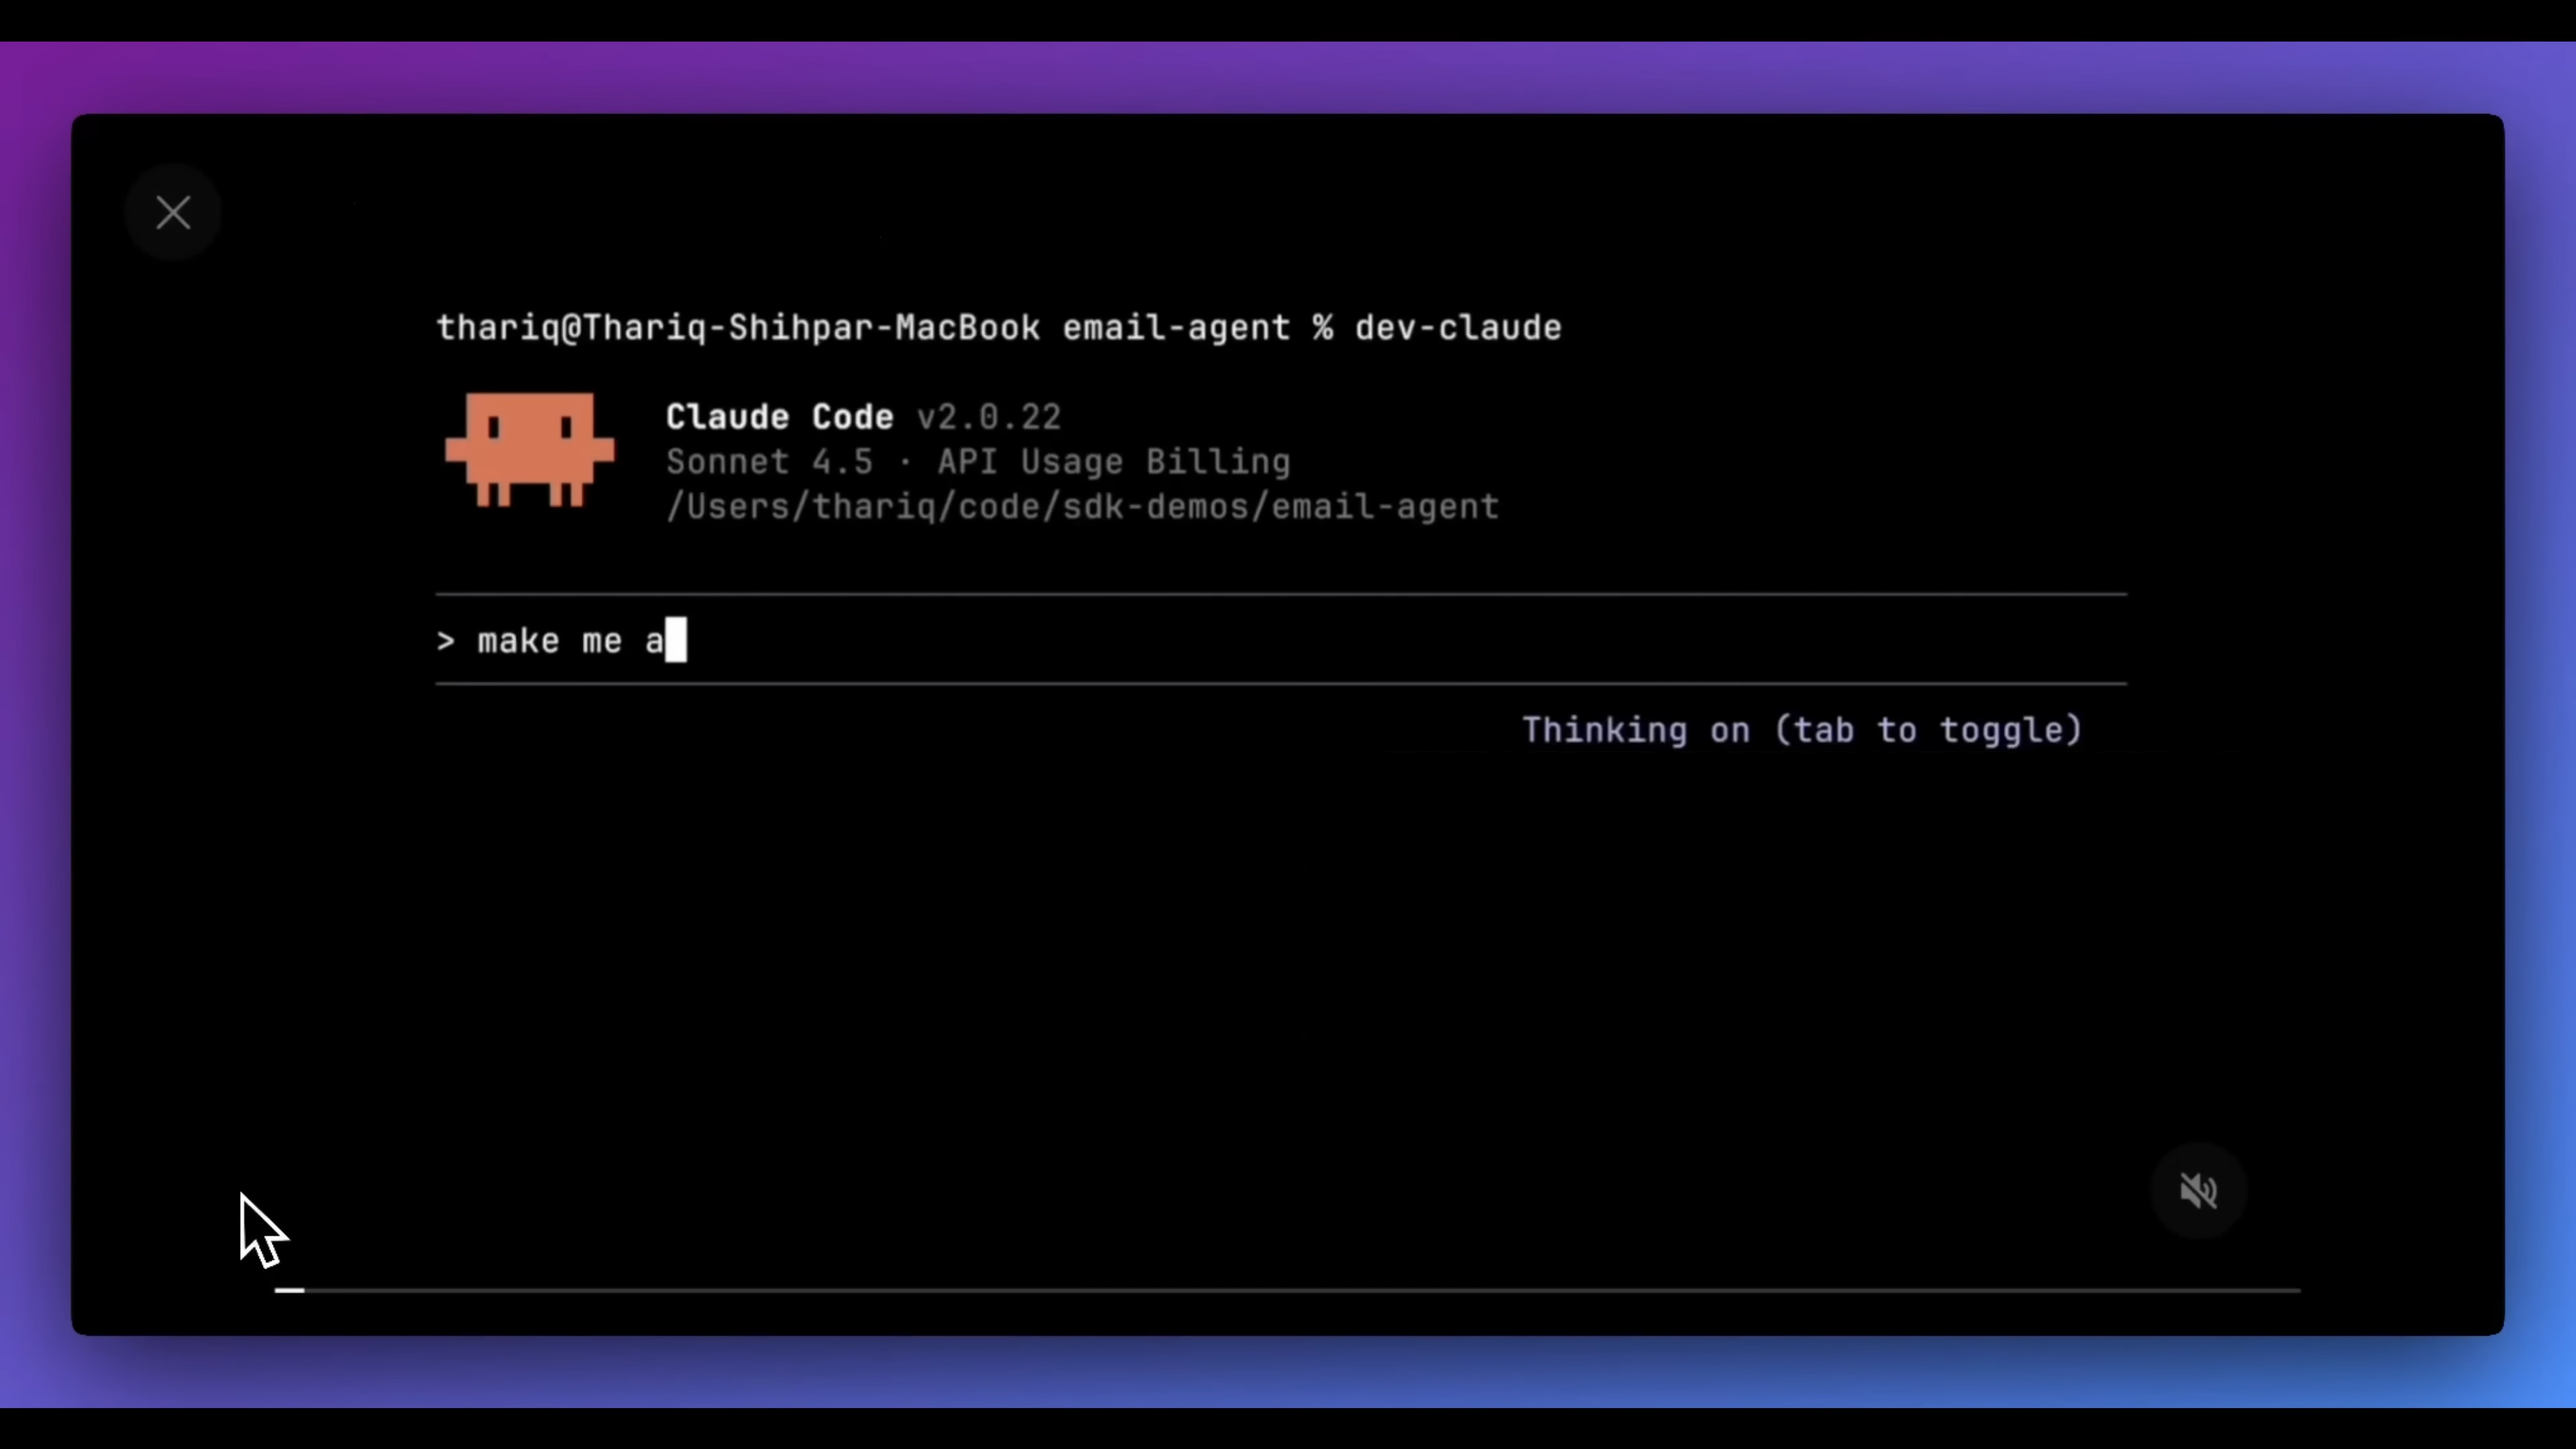 thariq@Thariq-Shihpar-MacBook email-agent % dev-claude
Claude Code v2.0.22
Sonnet 4.5 · API Usage Billing
/Users/thariq/code/sdk-demos/email-agent
> make me a
Thinking on (tab to toggle)